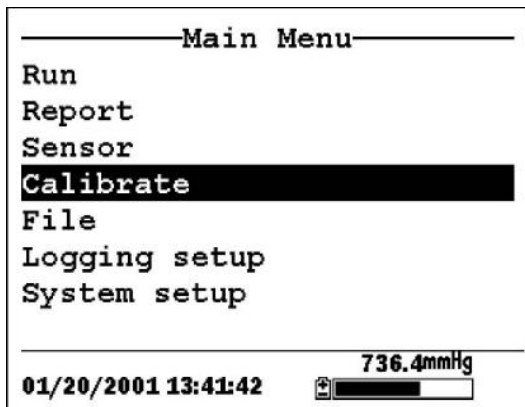 Main Menu
Run
Report
Sensor
Calibrate
File
Logging setup
System setup
736.4mmHg
01/20/2001 13:41:42